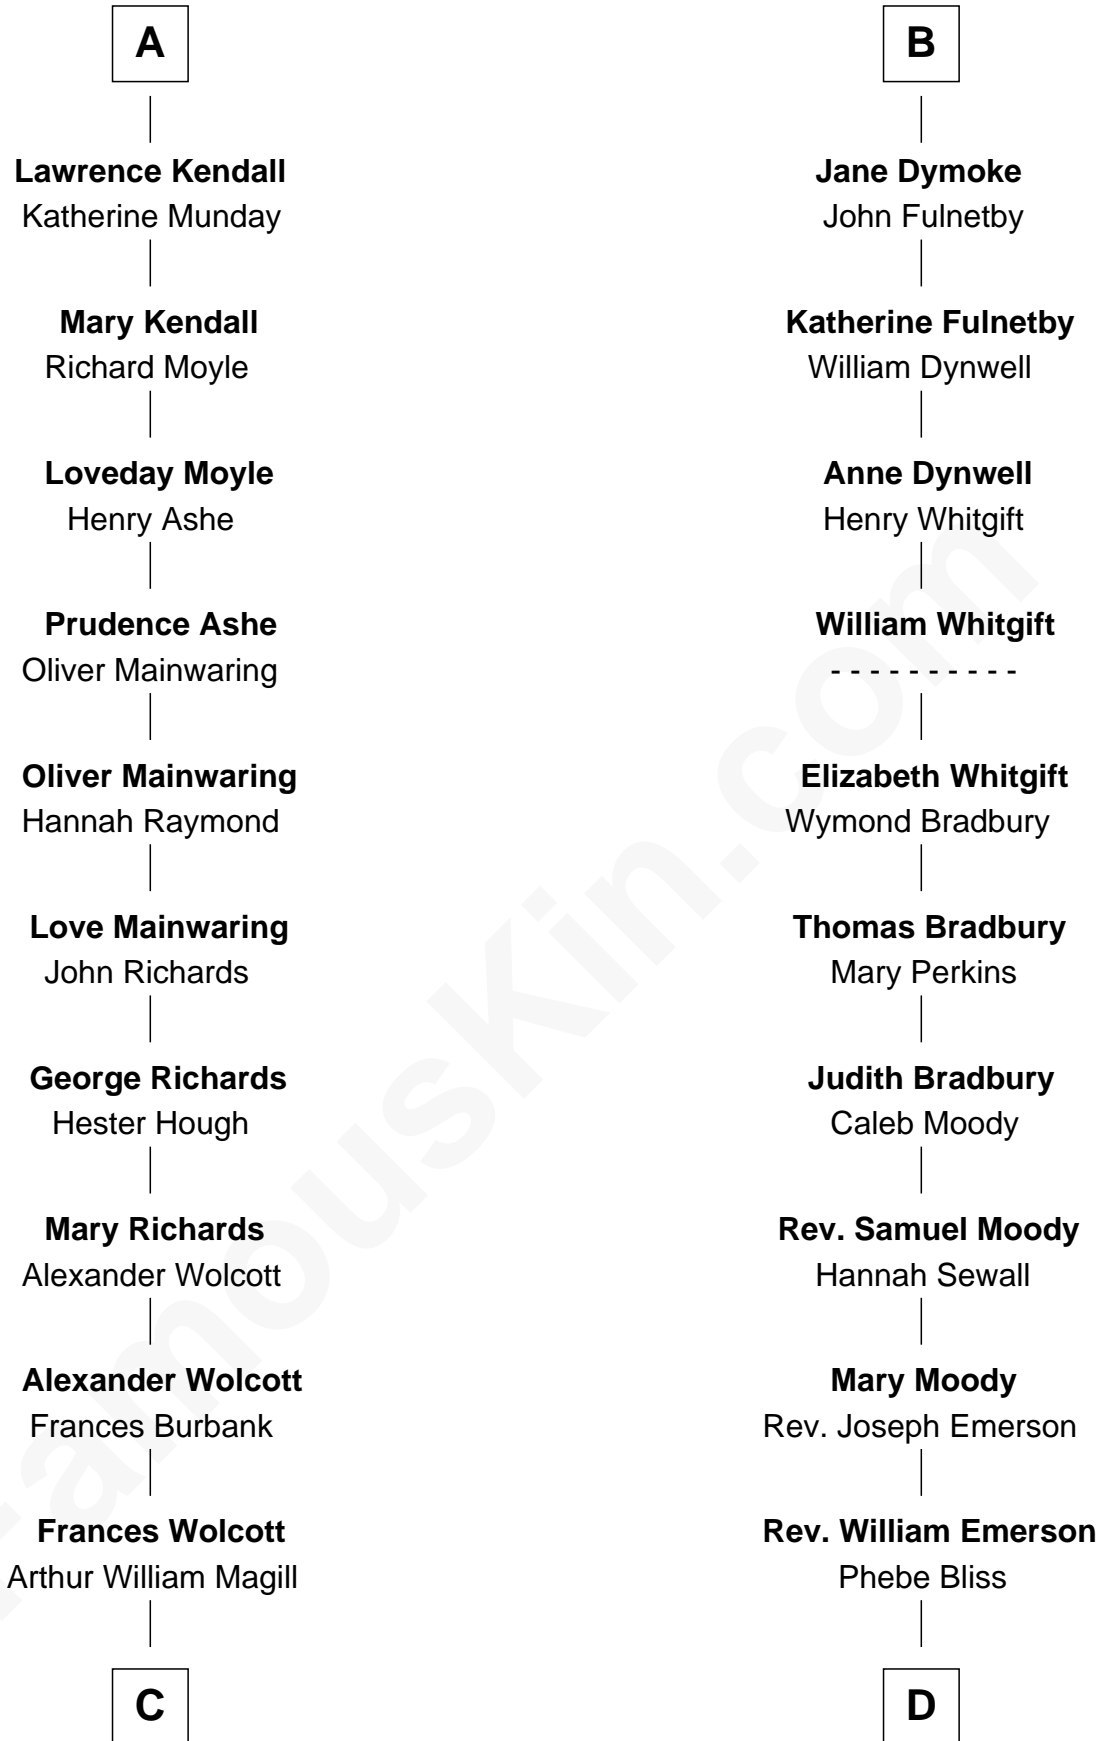 A
Lawrence Kendall
Katherine Munday
Mary Kendall
Richard Moyle
Loveday Moyle
Henry Ashe
Prudence Ashe
Oliver Mainwaring
Oliver Mainwaring
Hannah Raymond
Love Mainwaring
John Richards
George Richards
Hester Hough
Mary Richards
Alexander Wolcott
Alexander Wolcott
Frances Burbank
Frances Wolcott
Arthur William Magill
C
B
Jane Dymoke
John Fulnetby
Katherine Fulnetby
William Dynwell
Anne Dynwell
Henry Whitgift
William Whitgift
- - - - - - - - - -
Elizabeth Whitgift
Wymond Bradbury
Thomas Bradbury
Mary Perkins
Judith Bradbury
Caleb Moody
Rev. Samuel Moody
Hannah Sewall
Mary Moody
Rev. Joseph Emerson
Rev. William Emerson
Phebe Bliss
D
FamousKin.com